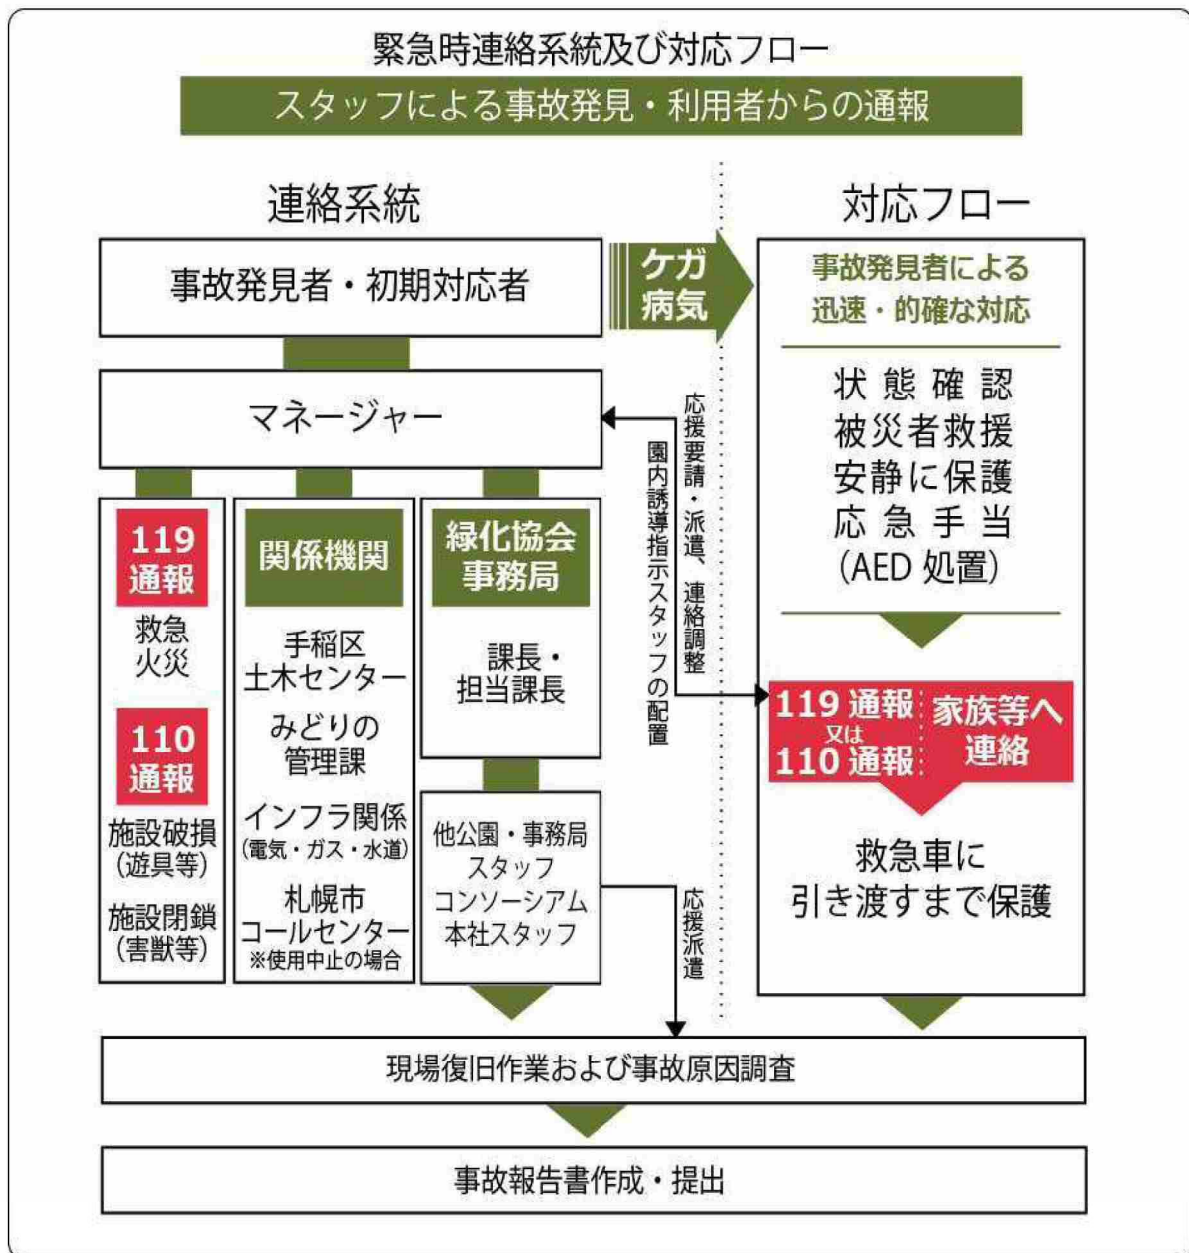 緊急時連絡系統及び対応フロー
スタッフによる事故発見・利用者からの通報
連絡系統
事故発見者・初期対応者
ケガ
病気
マネージャー
119
通報
救急
火災
110
通報
施設破損
(遊具等)
施設閉鎖
(害獣等)
関係機関
手稲区
土木センター
みどりの
管理課
インフラ関係
(電気・ガス・水道)
札幌市
コールセンター
※使用中止の場合
緑化協会
事務局
課長・
担当課長
他公園・事務局
スタッフ
コンソーシアム
本社スタッフ
応援要請・派遣、連絡調整
園内誘導指示スタッフの配置
応援派遣
対応フロー
事故発見者による
迅速・的確な対応
状態確認
被災者救援
安静に保護
応急手当
(AED 処置)
119 通報
又は
110 通報
家族等へ
連絡
救急車に
引き渡すまで保護
現場復旧作業および事故原因調査
事故報告書作成・提出